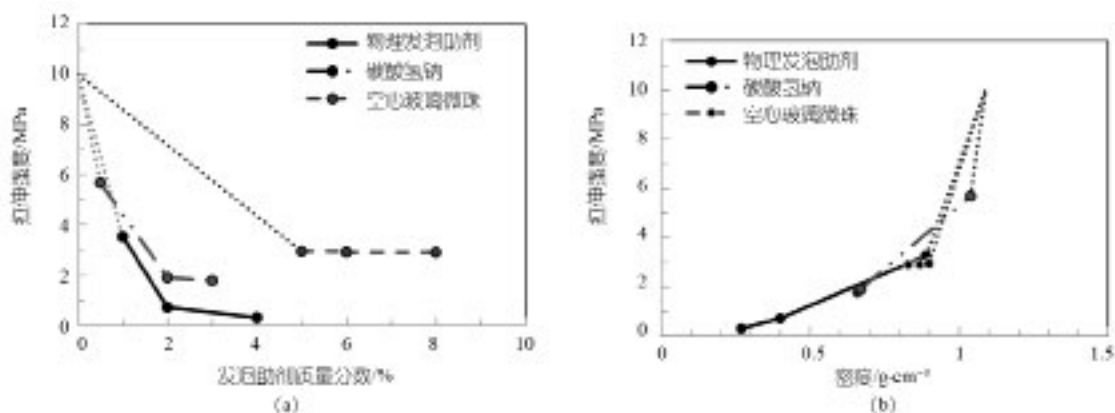 12
10
8
6
4
2
0
拉伸强度/MPa
物理发泡助剂
碳酸氢钠
空心玻璃微珠
0
2
4
6
8
10
发泡助剂质量分数/%
(a)
12
10
8
6
4
2
0
拉伸强度/MPa
物理发泡助剂
碳酸氢钠
空心玻璃微珠
0
0.5
1
1.5
密度/g·cm⁻³
(b)